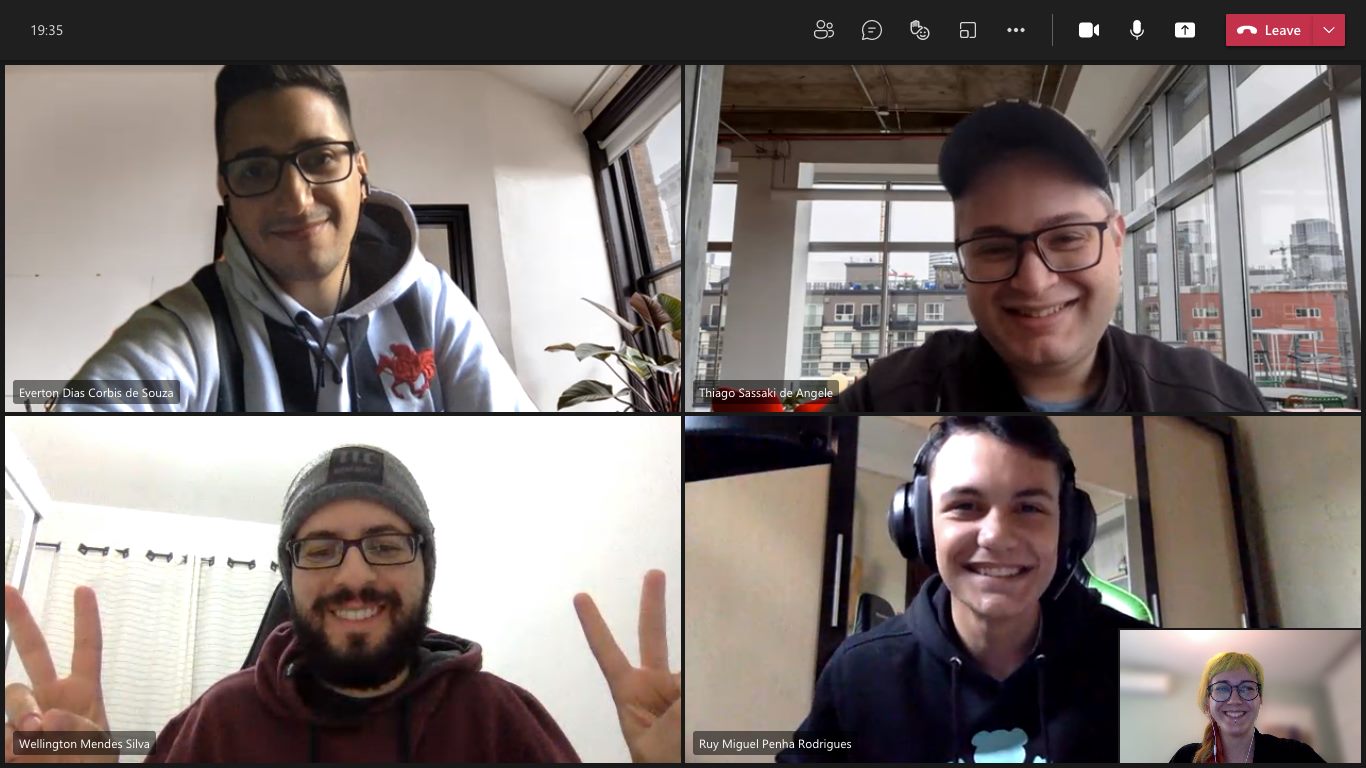 19:35
Leave
Everton Dias Corbis de Souza
Thiago Sassaki de Angele
Wellington Mendes Silva
Ruy Miguel Penha Rodrigues